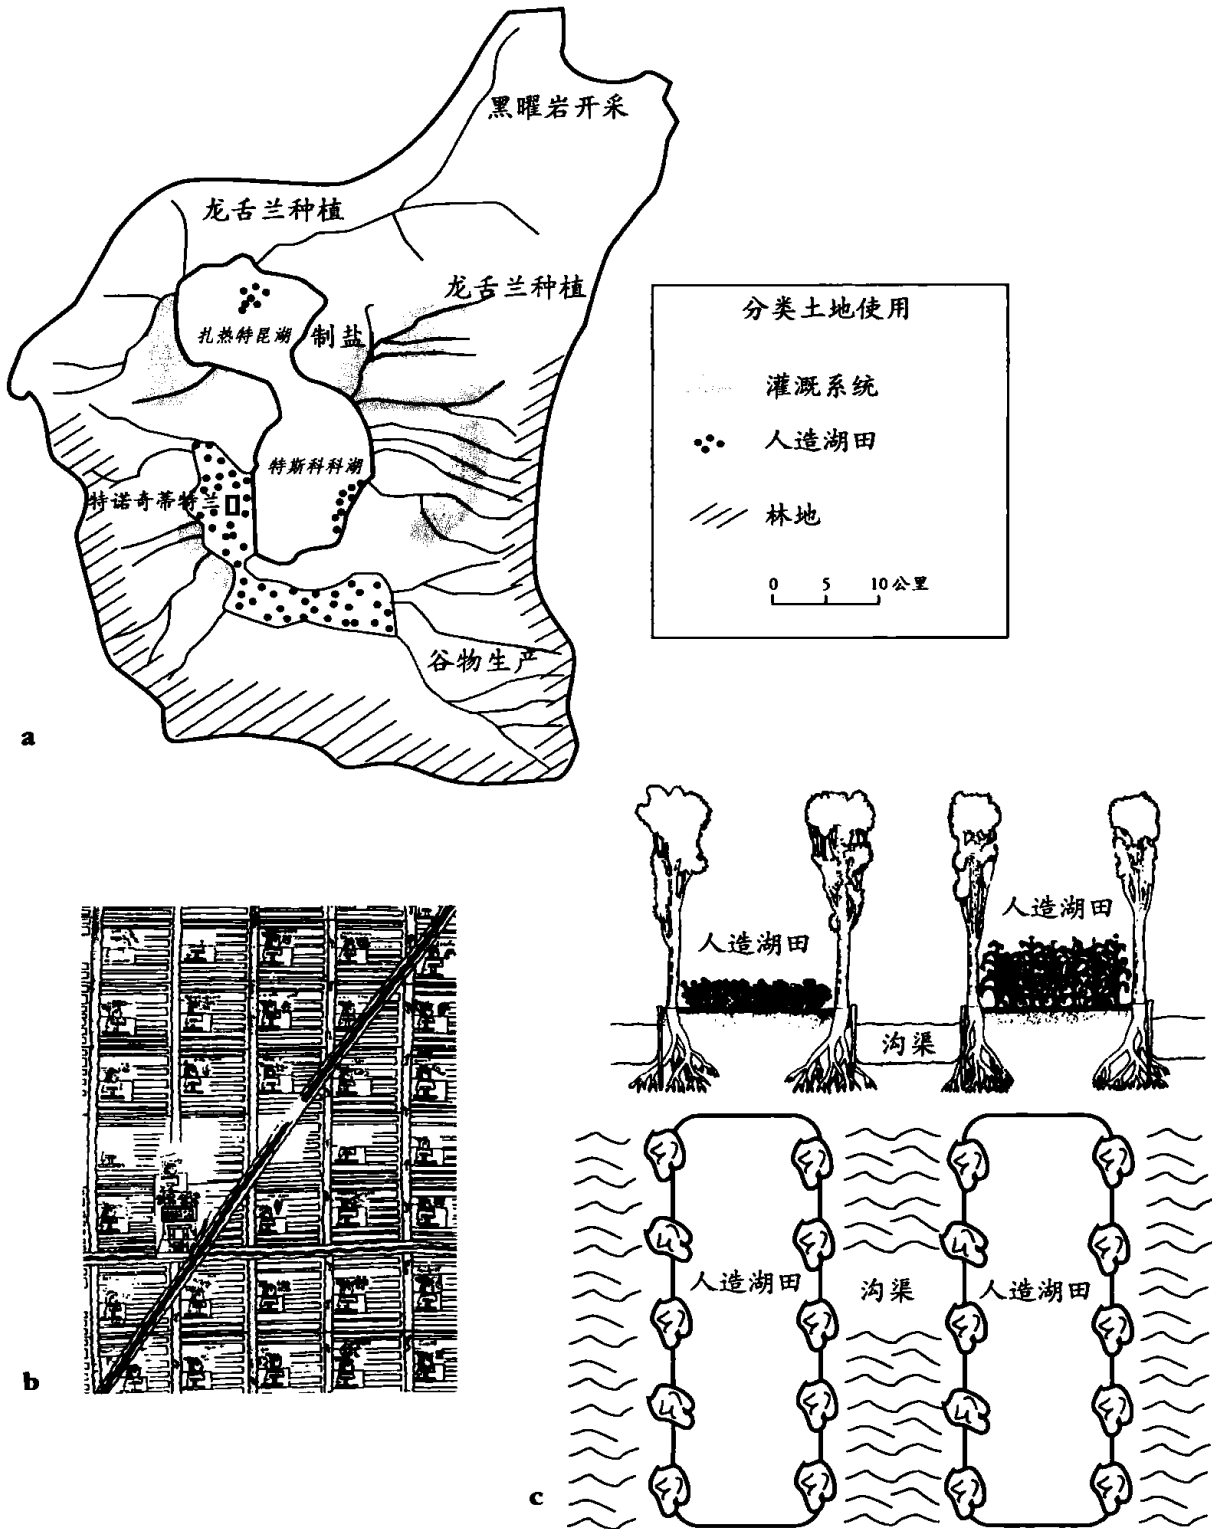 黑曜岩开采
龙舌兰种植
龙舌兰种植
扎热特昆湖
制盐
特斯科科湖
特诺奇蒂特兰
谷物生产
a
分类土地使用
灌溉系统
人造湖田
林地
0 5 10公里
b
人造湖田
人造湖田
沟渠
人造湖田
沟渠
人造湖田
c